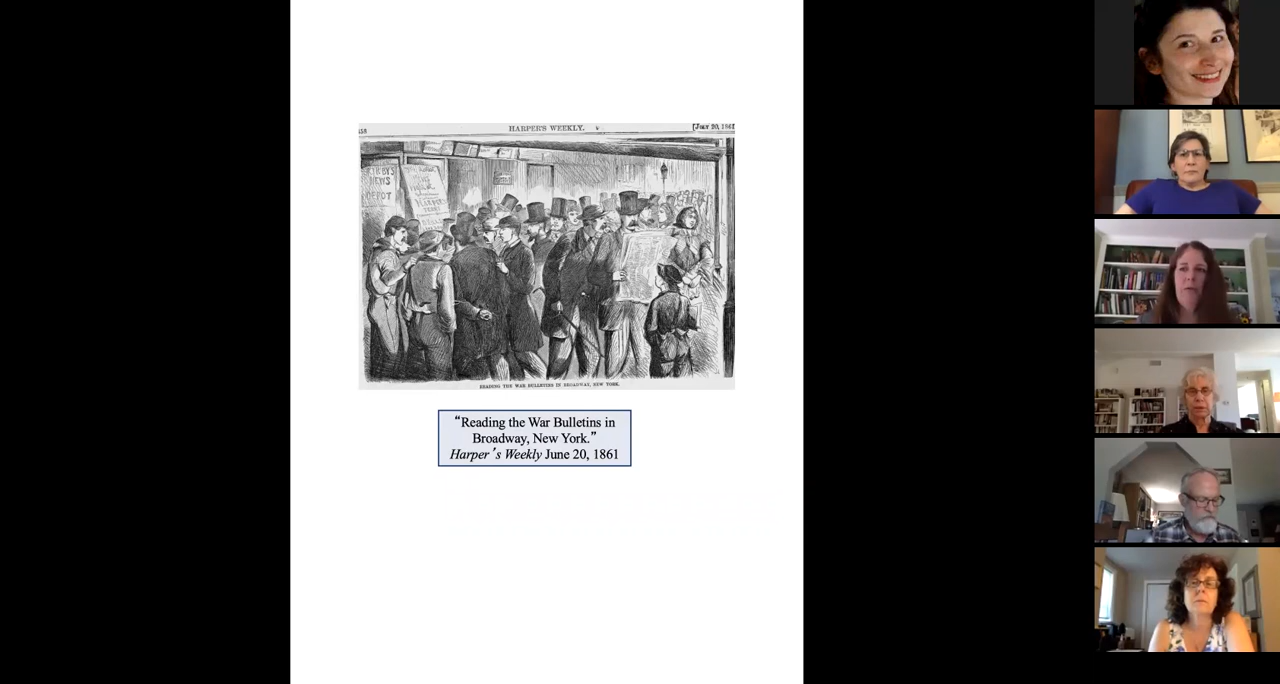 HARPER'S WEEKLY.
[JULY 20, 1861
NEWS
READING THE WAR BULLETINS IN BROADWAY, NEW YORK.
“Reading the War Bulletins in
Broadway, New York.”
Harper’s Weekly June 20, 1861